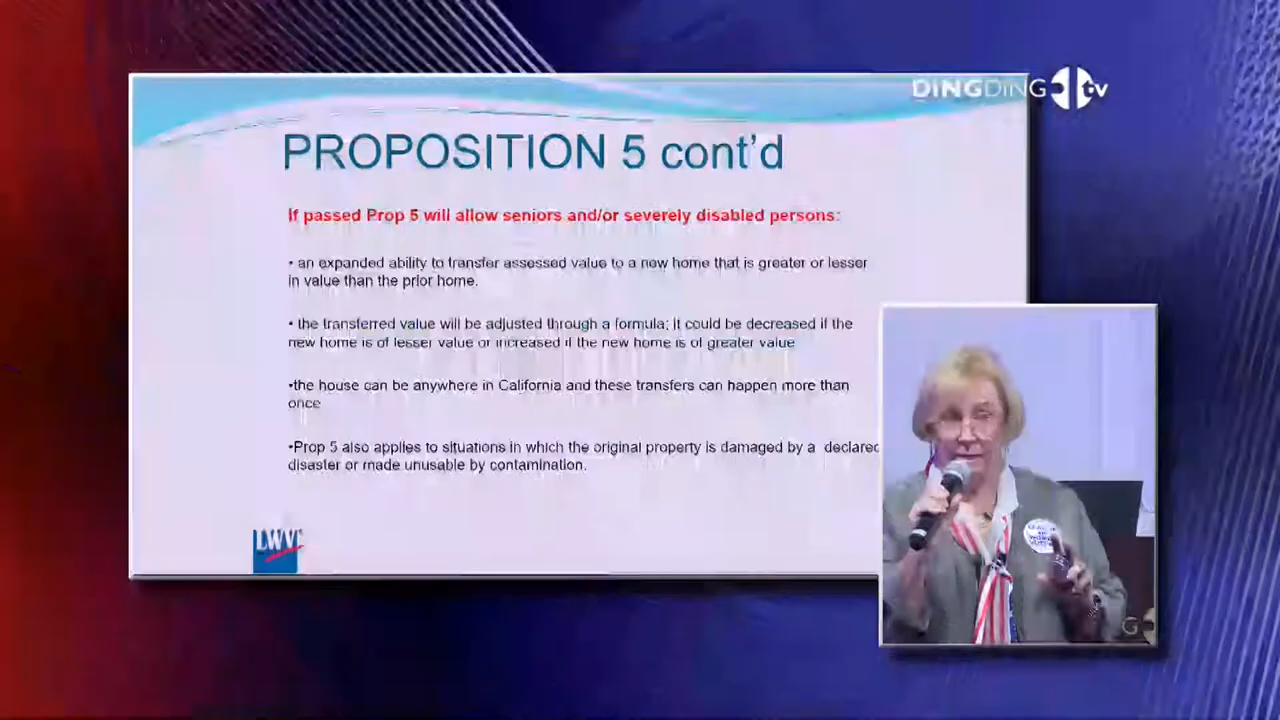 DINGDING tv
PROPOSITION 5 cont'd
If passed Prop 5 will allow seniors and/or severely disabled persons:
• an expanded ability to transfer assessed value to a new home that is greater or lesser
in value than the prior home.
• the transferred value will be adjusted through a formula; it could be decreased if the
new home is of lesser value or increased if the new home is of greater value
•the house can be anywhere in California and these transfers can happen more than
once
•Prop 5 also applies to situations in which the original property is damaged by a declared
disaster or made unusable by contamination.
LWV